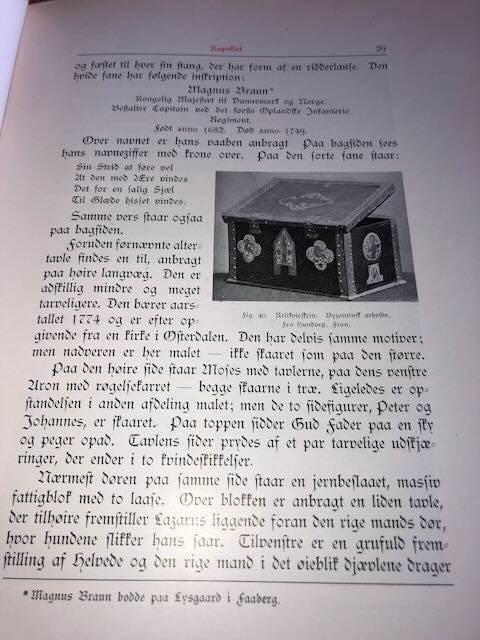 Kapellet. 29
og fæstet til hver sin stang, der har form af en ridderlanse. Den
hvide fane har følgende inskription:
Magnus Braun*
Kongelig Majestæt til Dannemark og Norge.
Bestalter Capitain ved det første Oplandske Infanterie
Regiment.
Født anno 1682. Død anno 1749.
Over navnet er hans vaaben anbragt Paa bagsiden sees
hans navneziffer med krone over. Paa den sorte fane staar:
Sin Strid at føre vel
At den med Ære vindes
Det for en salig Sjæl
Til Glæde hisset vindes.
Samme vers staar ogsaa
paa bagsiden.
Foruden førnævnte alter-
tavle findes en til, anbragt
paa høire langvæg. Den er
adskillig mindre og meget
tarveligere. Den bærer aars-
tallet 1774 og er efter op-
givende fra en kirke i Østerdalen. Den har delvis samme motiver;
men nadveren er her malet — ikke skaaret som paa den større.
Fig. 40. Relikvieskrin. Byzantinsk arbeide.
Fra Hundorp, Fron.
Paa den høire side staar Moses med tavlerne, paa dens venstre
Aron med røgelsekarret — begge skaarne i træ. Ligeledes er op-
standelsen i anden afdeling malet; men de to sidefigurer, Peter og
Johannes, er skaaret. Paa toppen sidder Gud Fader paa en sky
og peger opad. Tavlens sider prydes af et par tarvelige udskjæ-
ringer, der ender i to kvindeskikkelser.
Nærmest døren paa samme side staar en jernbeslaaet, massiv
fattigblok med to laase. Over blokken er anbragt en liden tavle,
der tilhøire fremstiller Lazarus liggende foran den rige mands dør,
hvor hundene slikker hans saar. Tilvenstre er en grufuld frem-
stilling af Helvede og den rige mand i det øieblik djævlene drager
* Magnus Braun bodde paa Lysgaard i Faaberg.